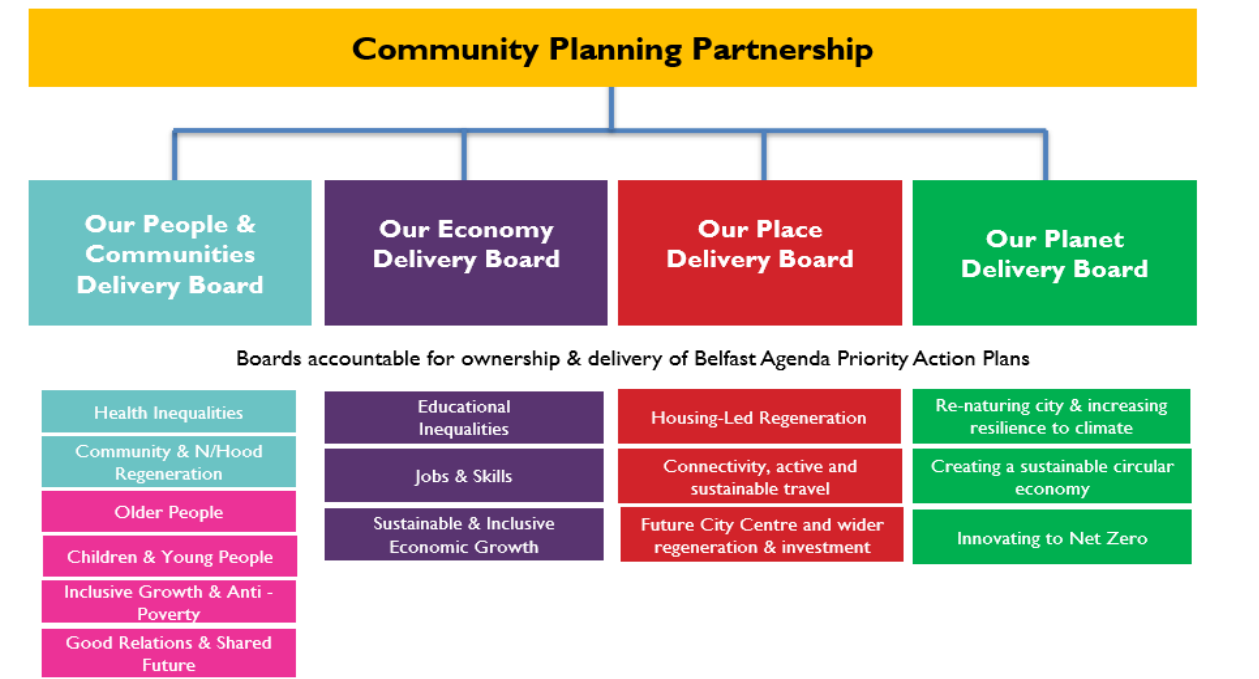 Community Planning Partnership
Our People &
Communities
Delivery Board
Our Economy
Delivery Board
Our Place
Delivery Board
Our Planet
Delivery Board
Boards accountable for ownership & delivery of Belfast Agenda Priority Action Plans
Health Inequalities
Community & N/Hood
Regeneration
Older People
Children & Young People
Inclusive Growth & Anti -
Poverty
Good Relations & Shared
Future
Educational
Inequalities
Jobs & Skills
Sustainable & Inclusive
Economic Growth
Housing-Led Regeneration
Connectivity, active and
sustainable travel
Future City Centre and wider
regeneration & investment
Re-naturing city & increasing
resilience to climate
Creating a sustainable circular
economy
Innovating to Net Zero